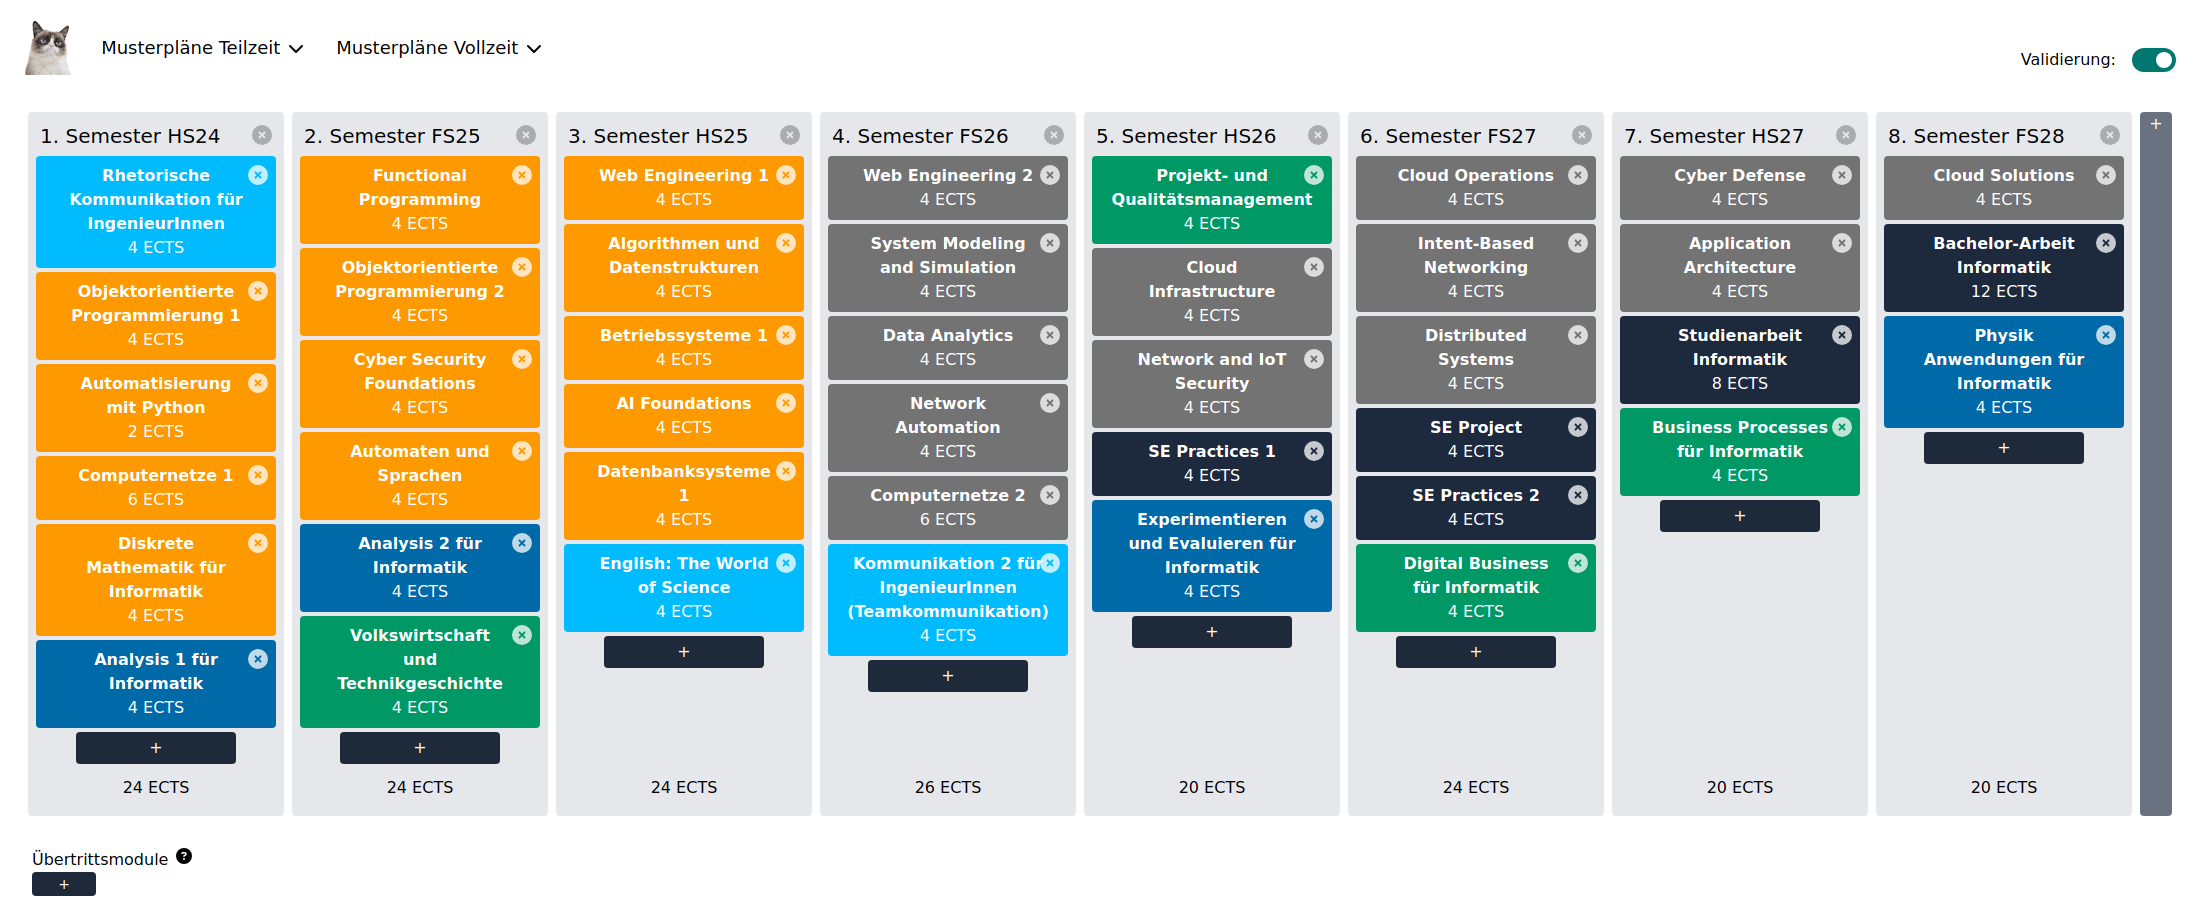 Musterpläne Teilzeit
Musterpläne Vollzeit
Validierung:
1. Semester HS24
Rhetorische
Kommunikation für
IngenieurInnen
4 ECTS
Objektorientierte
Programmierung 1
4 ECTS
Automatisierung
mit Python
2 ECTS
Computernetze 1
6 ECTS
Diskrete
Mathematik für
Informatik
4 ECTS
Analysis 1 für
Informatik
4 ECTS
+
24 ECTS
2. Semester FS25
Functional
Programming
4 ECTS
Objektorientierte
Programmierung 2
4 ECTS
Cyber Security
Foundations
4 ECTS
Automaten und
Sprachen
4 ECTS
Analysis 2 für
Informatik
4 ECTS
Volkswirtschaft
und
Technikgeschichte
4 ECTS
+
24 ECTS
3. Semester HS25
Web Engineering 1
4 ECTS
Algorithmen und
Datenstrukturen
4 ECTS
Betriebssysteme 1
4 ECTS
AI Foundations
4 ECTS
Datenbanksysteme
1
4 ECTS
English: The World
of Science
4 ECTS
+
24 ECTS
4. Semester FS26
Web Engineering 2
4 ECTS
System Modeling
and Simulation
4 ECTS
Data Analytics
4 ECTS
Network
Automation
4 ECTS
Computernetze 2
6 ECTS
Kommunikation 2 für
IngenieurInnen
(Teamkommunikation)
4 ECTS
+
26 ECTS
5. Semester HS26
Projekt- und
Qualitätsmanagement
4 ECTS
Cloud
Infrastructure
4 ECTS
Network and IoT
Security
4 ECTS
SE Practices 1
4 ECTS
Experimentieren
und Evaluieren für
Informatik
4 ECTS
+
20 ECTS
6. Semester FS27
Cloud Operations
4 ECTS
Intent-Based
Networking
4 ECTS
Distributed
Systems
4 ECTS
SE Project
4 ECTS
SE Practices 2
4 ECTS
Digital Business
für Informatik
4 ECTS
+
24 ECTS
7. Semester HS27
Cyber Defense
4 ECTS
Application
Architecture
4 ECTS
Studienarbeit
Informatik
8 ECTS
Business Processes
für Informatik
4 ECTS
+
20 ECTS
8. Semester FS28
Cloud Solutions
4 ECTS
Bachelor-Arbeit
Informatik
12 ECTS
Physik
Anwendungen für
Informatik
4 ECTS
+
20 ECTS
+
Übertrittsmodule ?
+